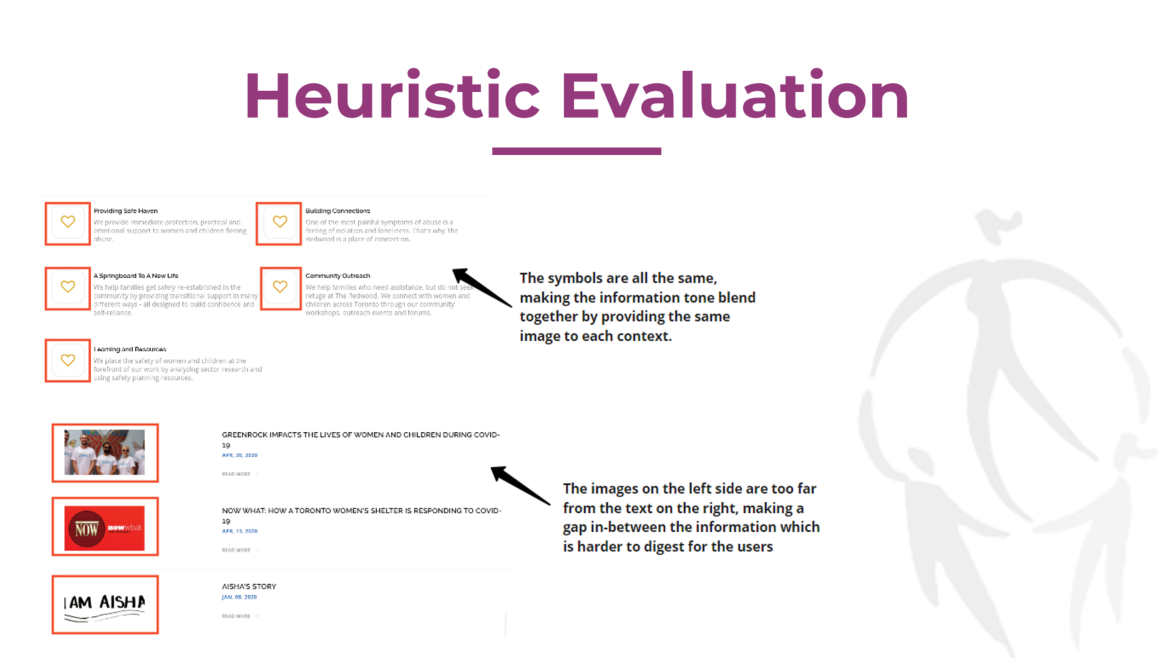 Heuristic Evaluation
Providing Safe Haven
We provide immediate protection, practical and
emotional support to women and children fleeing
abuse.
Building Connections
One of the most painful symptoms of abuse is a
feeling of isolation and loneliness. That's why The
Redwood is a place of connection.
A Springboard To A New Life
We help families get safely re-established in the
community by providing transitional support in many
different ways - all designed to build confidence and
self-reliance.
Community Outreach
We help families who need assistance, but do not seek
refuge at The Redwood. We connect with women and
children across Toronto through our community
workshops, outreach events and forums.
The symbols are all the same,
making the information tone blend
together by providing the same
image to each context.
Learning and Resources
We place the safety of women and children at the
forefront of our work by analyzing sector research and
using safety planning resources.
GREENROCK IMPACTS THE LIVES OF WOMEN AND CHILDREN DURING COVID-
19
APR, 20, 2020
READ MORE
The images on the left side are too far
from the text on the right, making a
gap in-between the information which
is harder to digest for the users
NOW nowwhat
NOW WHAT: HOW A TORONTO WOMEN'S SHELTER IS RESPONDING TO COVID-
19
APR, 13, 2020
READ MORE
I AM AISHA
AISHA'S STORY
JAN, 08, 2020
READ MORE